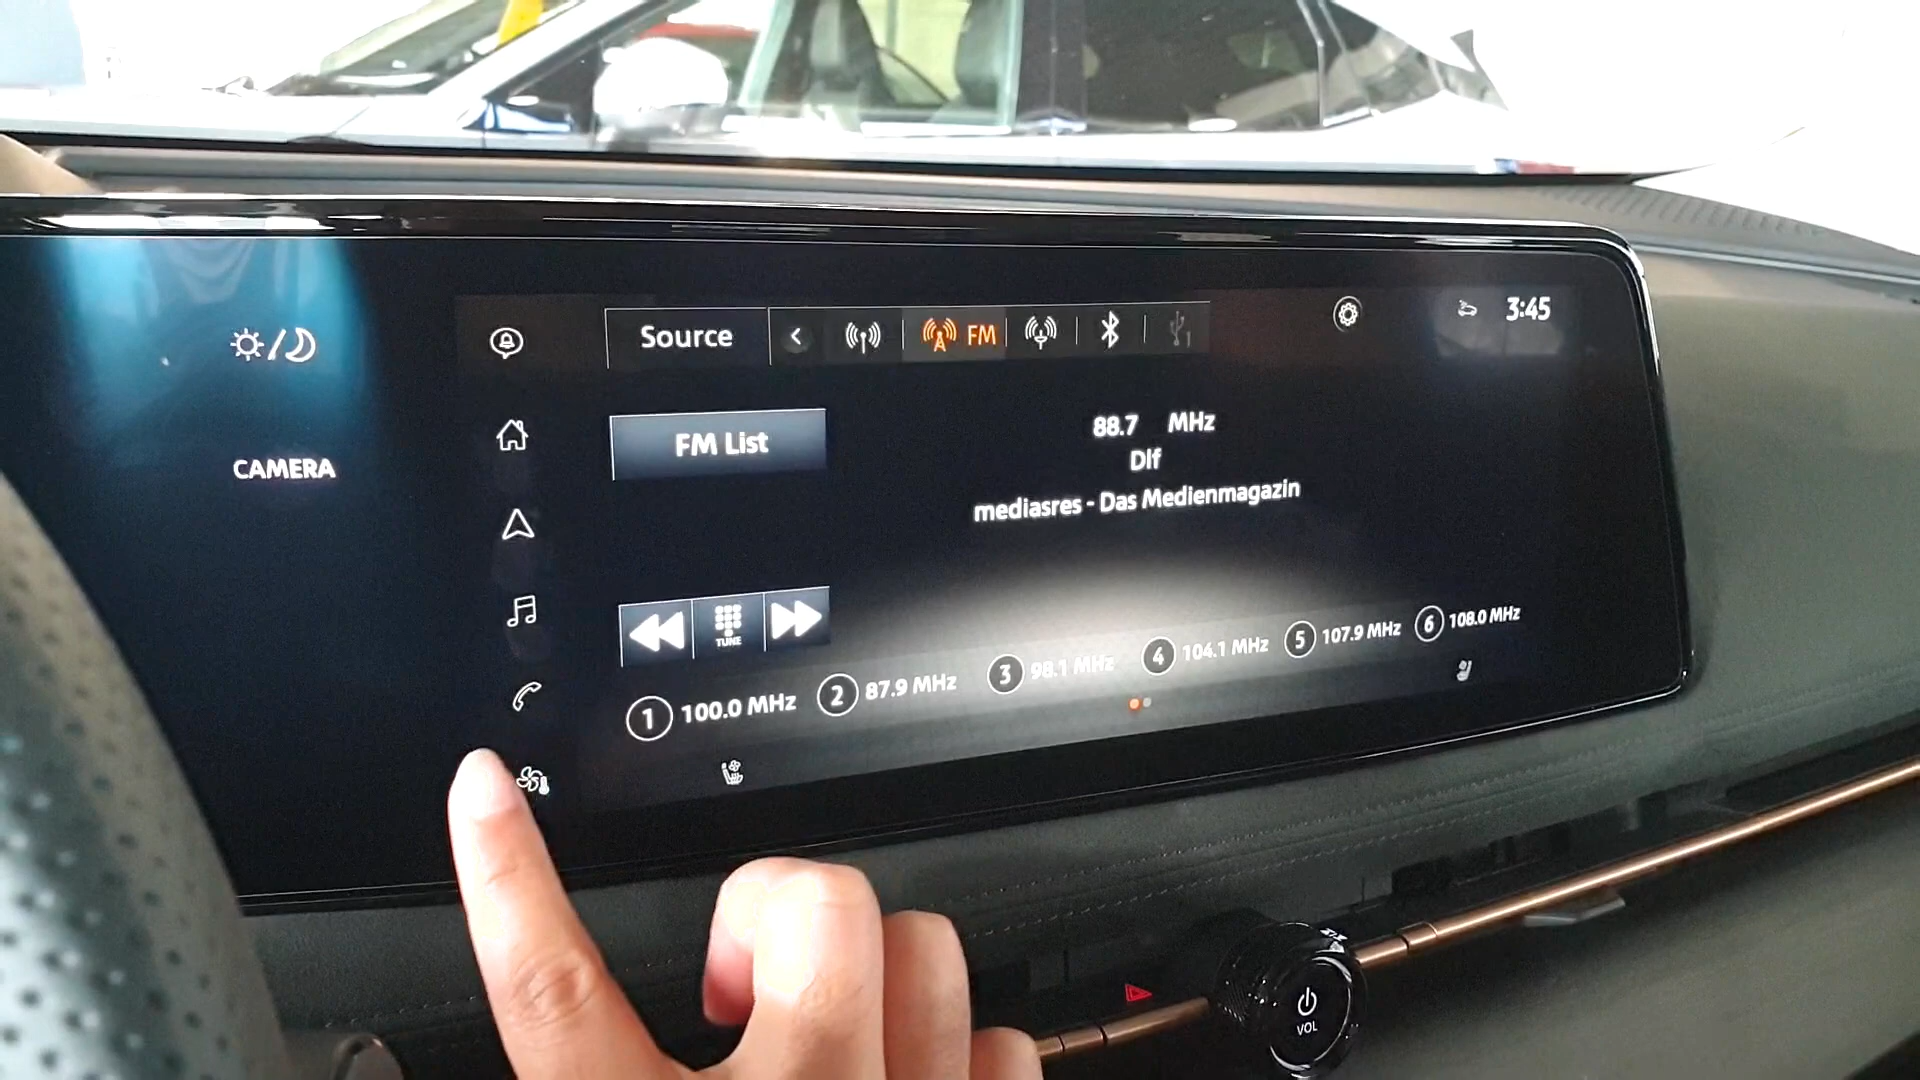 Source
FM
3:45
FM List
88.7 MHz
Dlf
mediasres - Das Medienmagazin
CAMERA
TUNE
1 100.0 MHz
2 87.9 MHz
3 98.1 MHz
4 104.1 MHz
5 107.9 MHz
6 108.0 MHz
VOL